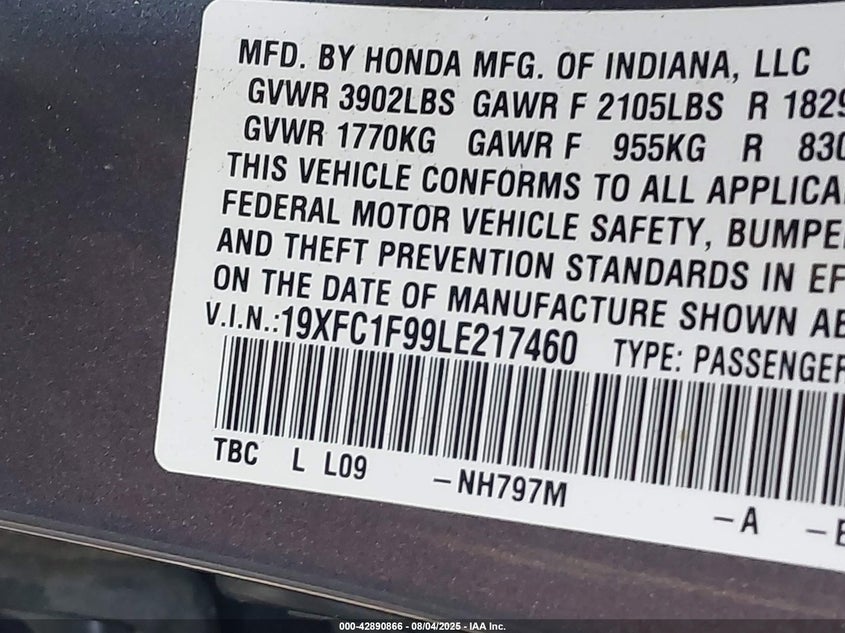 MFD. BY HONDA MFG. OF INDIANA, LLC
GVWR 3902LBS GAWR F 2105LBS R 1829
GVWR 1770KG GAWR F 955KG R 830
THIS VEHICLE CONFORMS TO ALL APPLICA
FEDERAL MOTOR VEHICLE SAFETY, BUMPE
AND THEFT PREVENTION STANDARDS IN EF
ON THE DATE OF MANUFACTURE SHOWN AB
V.I.N.:19XFC1F99LE217460 TYPE: PASSENGER
TBC L L09 –NH797M –A –E
000-42890866 - 08/04/2025 - IAA Inc.